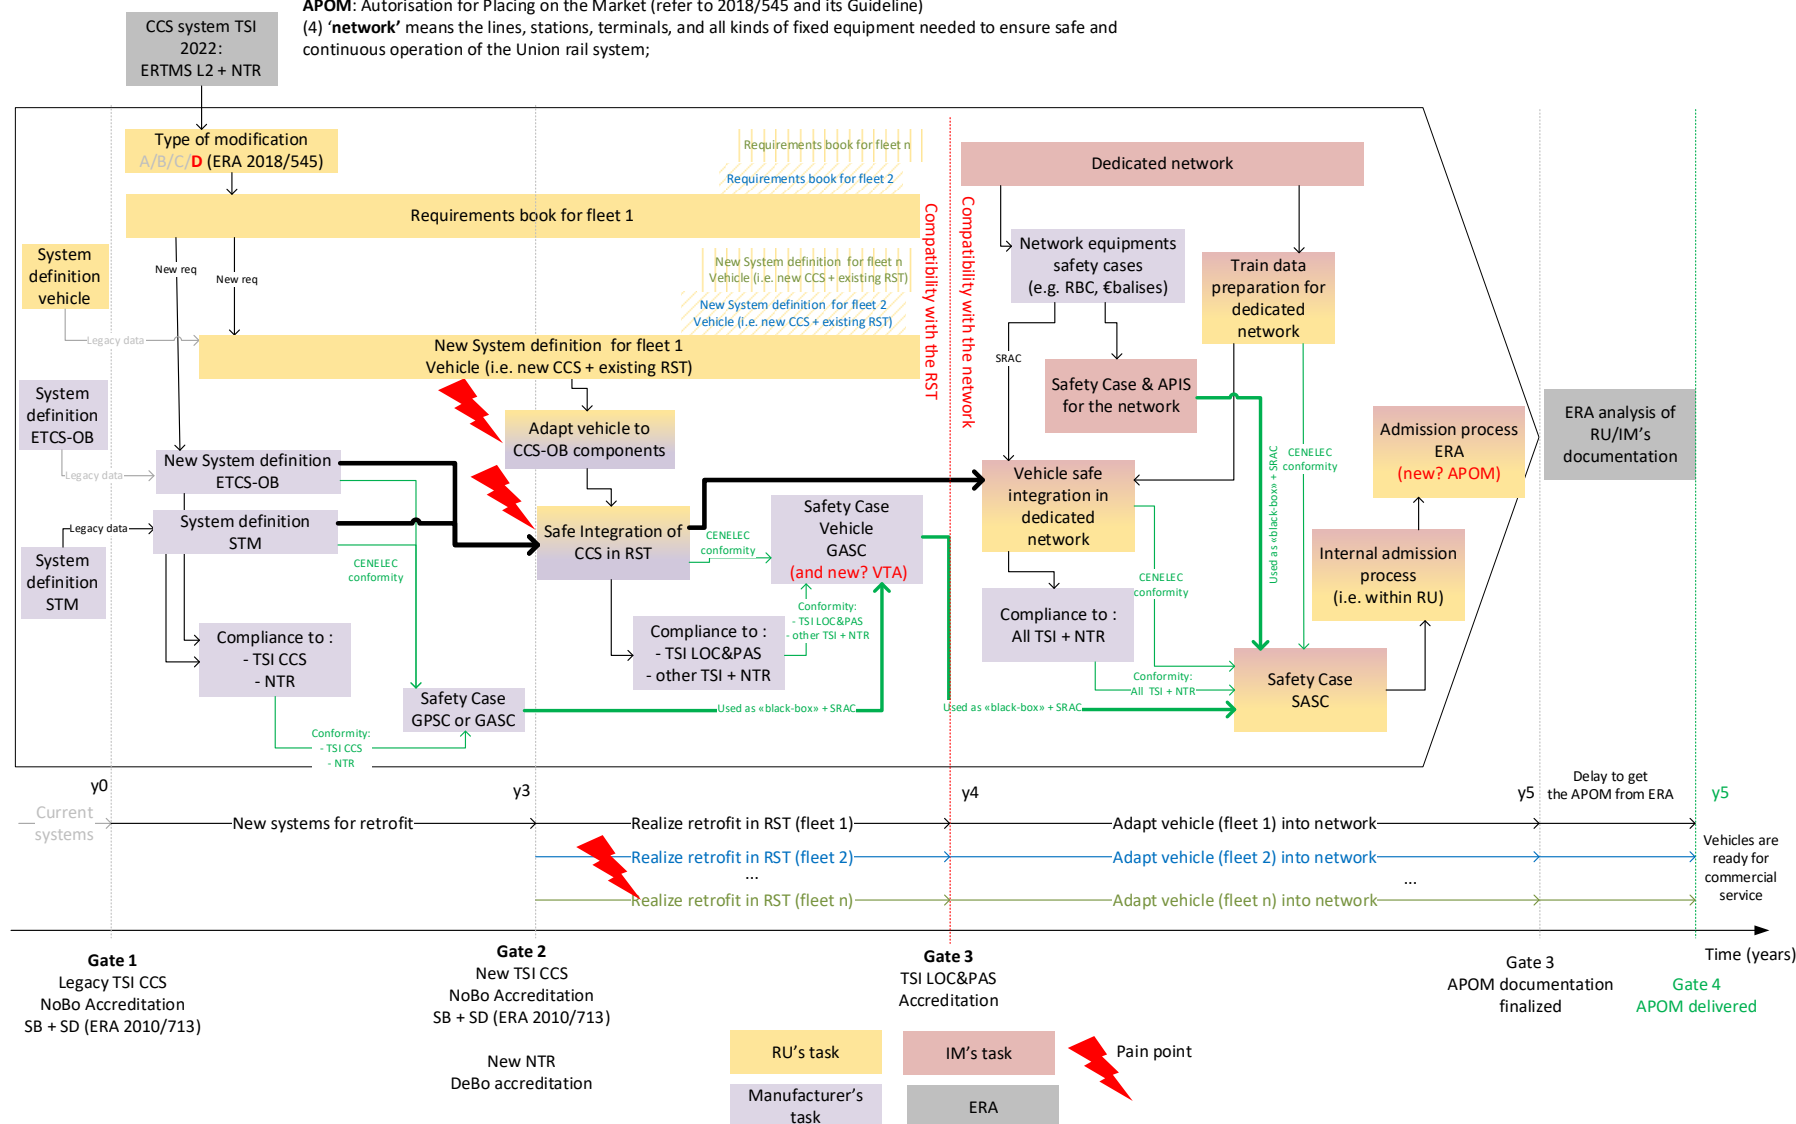 APOM: Autorisation for Placing on the Market (refer to 2018/545 and its Guideline)
(4) ‘network’ means the lines, stations, terminals, and all kinds of fixed equipment needed to ensure safe and
continuous operation of the Union rail system;
CCS system TSI
2022:
ERTMS L2 + NTR
Type of modification
A/B/C/D (ERA 2018/545)
Requirements book for fleet n
Requirements book for fleet 2
Requirements book for fleet 1
System
definition
vehicle
New req
New req
Legacy data
New System definition for fleet n
Vehicle (i.e. new CCS + existing RST)
New System definition for fleet 2
Vehicle (i.e. new CCS + existing RST)
New System definition  for fleet 1
Vehicle (i.e. new CCS + existing RST)
Compatibility with the RST
Compatibility with the network
Dedicated network
Network equipments
safety cases
(e.g. RBC, €balises)
Train data
preparation for
dedicated
network
SRAC
Safety Case & APIS
for the network
System
definition
ETCS-OB
Legacy data
New System definition
ETCS-OB
System definition
STM
Legacy data
System
definition
STM
CENELEC
conformity
Adapt vehicle to
CCS-OB components
Safe Integration of
CCS in RST
CENELEC
conformity
Safety Case
Vehicle
GASC
(and new? VTA)
Vehicle safe
integration in
dedicated
network
Used as «black-box» + SRAC
CENELEC
conformity
Admission process
ERA
(new? APOM)
ERA analysis of
RU/IM’s
documentation
Internal admission
process
(i.e. within RU)
Compliance to :
- TSI CCS
- NTR
Compliance to :
- TSI LOC&PAS
- other TSI + NTR
Conformity:
- TSI LOC&PAS
- other TSI + NTR
Compliance to :
All TSI + NTR
CENELEC
conformity
Conformity:
All  TSI + NTR
Safety Case
SASC
Safety Case
GPSC or GASC
Used as «black-box» + SRAC
Used as «black-box» + SRAC
Conformity:
- TSI CCS
- NTR
y0
y3
y4
y5
Delay to get
the APOM from ERA
y5
Current
systems
New systems for retrofit
Realize retrofit in RST (fleet 1)
Adapt vehicle (fleet 1) into network
Realize retrofit in RST (fleet 2)
Adapt vehicle (fleet 2) into network
...
...
Realize retrofit in RST (fleet n)
Adapt vehicle (fleet n) into network
Vehicles are
ready for
commercial
service
Time (years)
Gate 1
Legacy TSI CCS
NoBo Accreditation
SB + SD (ERA 2010/713)
Gate 2
New TSI CCS
NoBo Accreditation
SB + SD (ERA 2010/713)
New NTR
DeBo accreditation
Gate 3
TSI LOC&PAS
Accreditation
Gate 3
APOM documentation
finalized
Gate 4
APOM delivered
RU’s task
IM’s task
Pain point
Manufacturer’s
task
ERA